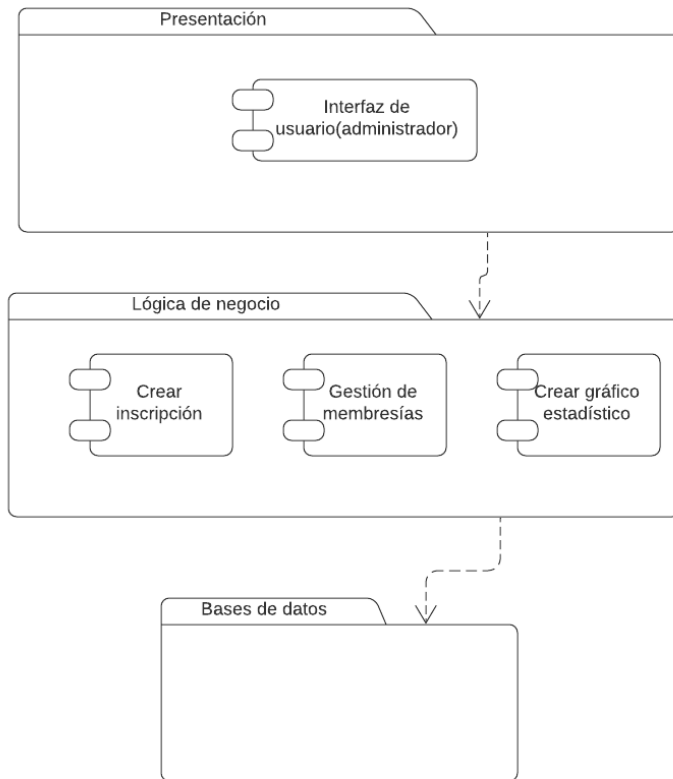 Presentación
Interfaz de
usuario(administrador)
Lógica de negocio
Crear
inscripción
Gestión de
membresías
Crear gráfico
estadístico
Bases de datos